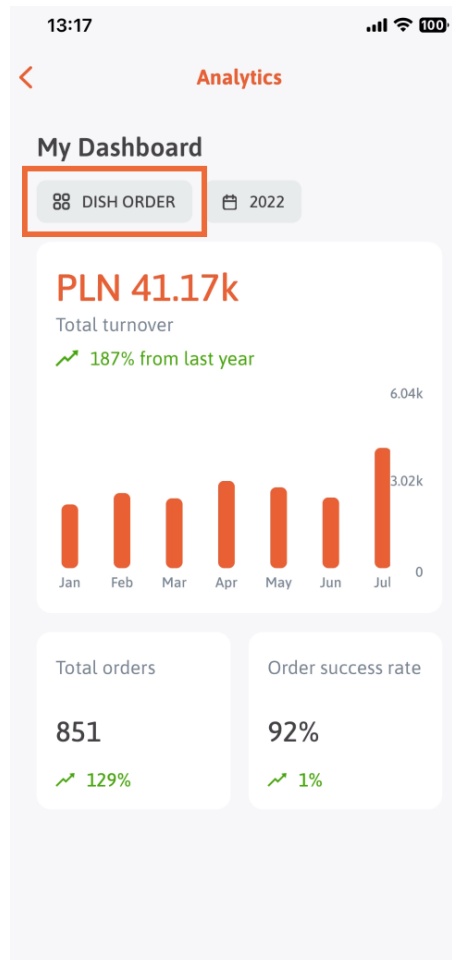 13:17
100
Analytics
My Dashboard
DISH ORDER
2022
PLN 41.17k
Total turnover
187% from last year
6.04k
3.02k
0
Jan Feb Mar Apr May Jun Jul
Total orders
851
129%
Order success rate
92%
1%